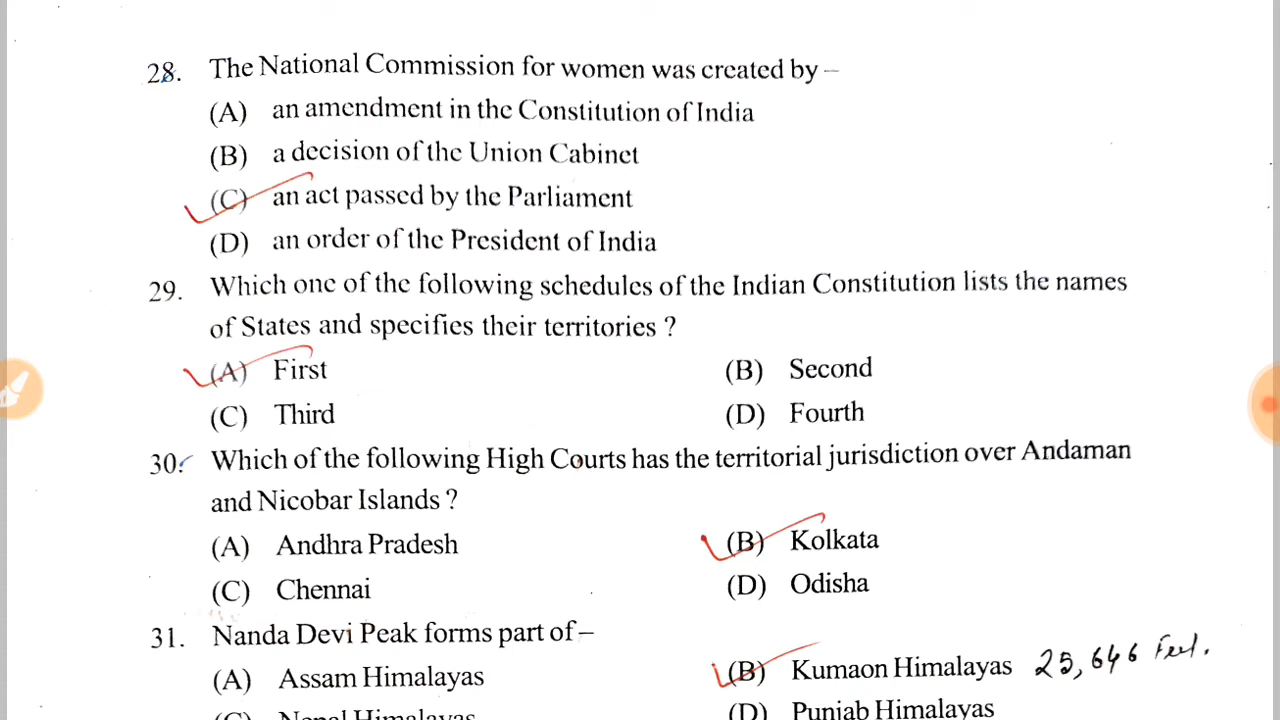 28. The National Commission for women was created by –
(A) an amendment in the Constitution of India
(B) a decision of the Union Cabinet
(C) an act passed by the Parliament
(D) an order of the President of India
29. Which one of the following schedules of the Indian Constitution lists the names
of States and specifies their territories ?
(A) First (B) Second
(C) Third (D) Fourth
30. Which of the following High Courts has the territorial jurisdiction over Andaman
and Nicobar Islands ?
(A) Andhra Pradesh (B) Kolkata
(C) Chennai (D) Odisha
31. Nanda Devi Peak forms part of –
(A) Assam Himalayas (B) Kumaon Himalayas 25,646 Feet.
(C) Nepal Himalayas (D) Punjab Himalayas